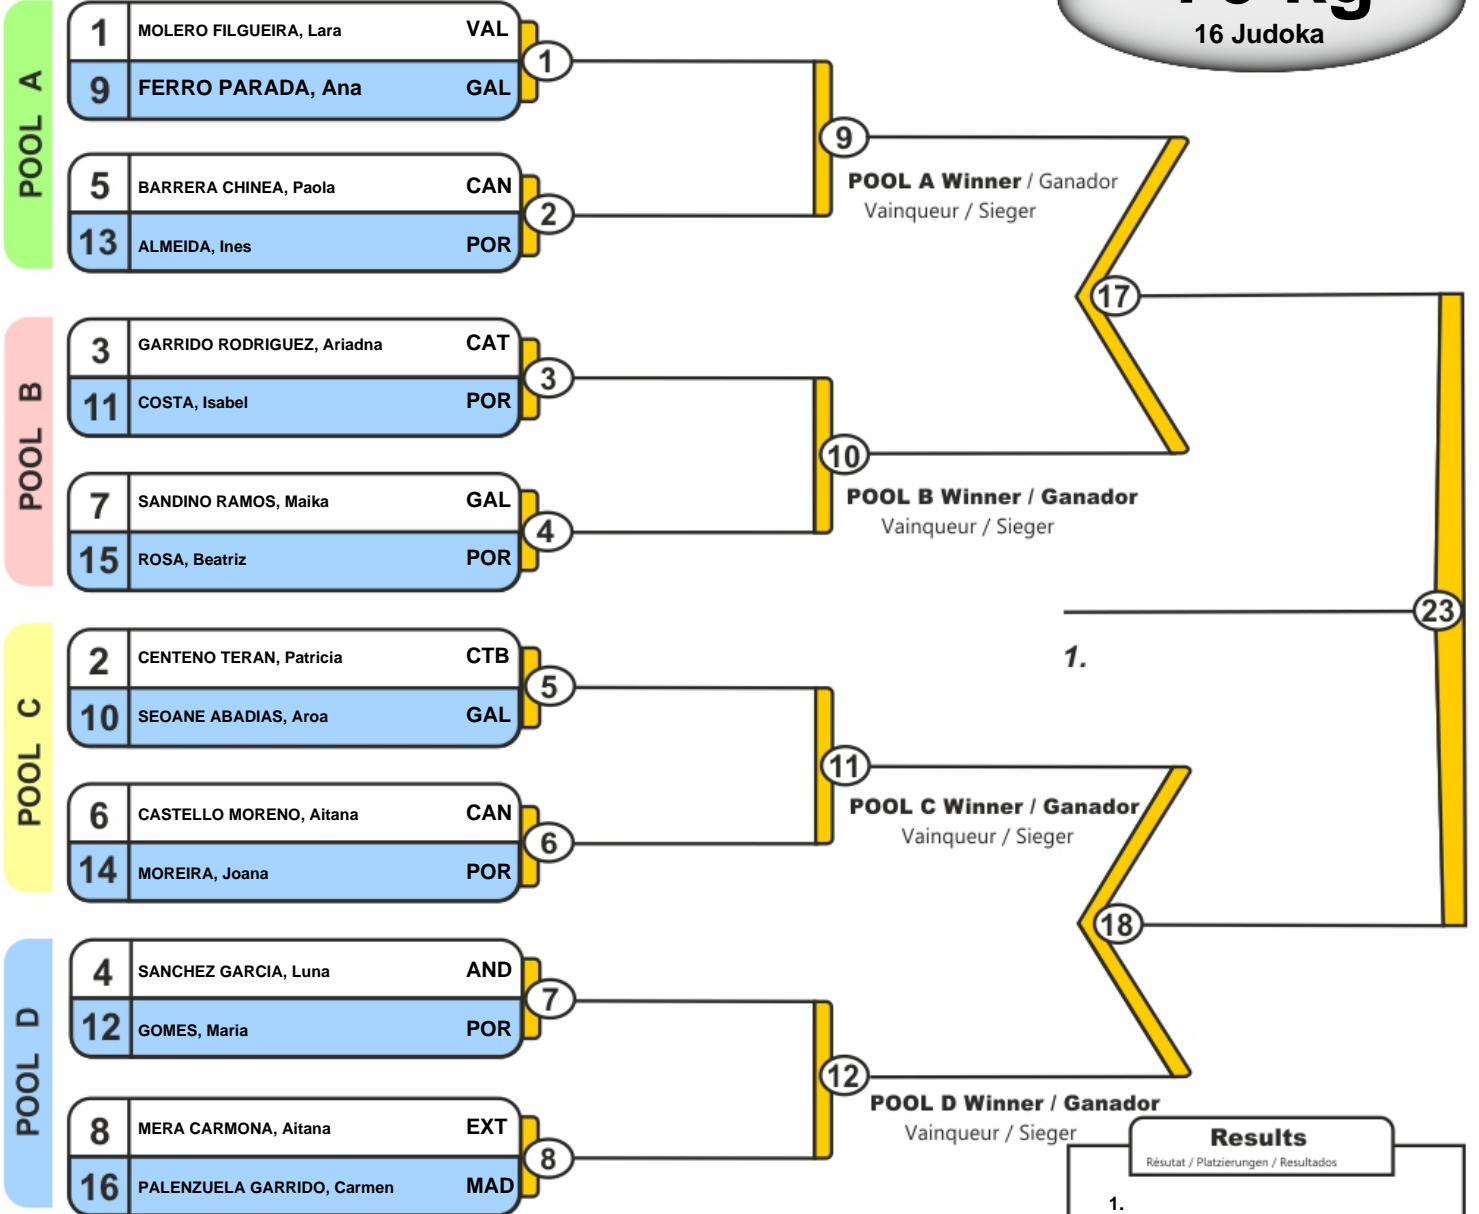 16 Judoka
POOL A
1 MOLERO FILGUEIRA, Lara VAL
9 FERRO PARADA, Ana GAL
1
5 BARRERA CHINEA, Paola CAN
13 ALMEIDA, Ines POR
2
9
POOL A Winner / Ganador
Vainqueur / Sieger
POOL B
3 GARRIDO RODRIGUEZ, Ariadna CAT
11 COSTA, Isabel POR
3
7 SANDINO RAMOS, Maika GAL
15 ROSA, Beatriz POR
4
10
POOL B Winner / Ganador
Vainqueur / Sieger
17
POOL C
2 CENTENO TERAN, Patricia CTB
10 SEOANE ABADIAS, Aroa GAL
5
6 CASTELLO MORENO, Aitana CAN
14 MOREIRA, Joana POR
6
11
POOL C Winner / Ganador
Vainqueur / Sieger
POOL D
4 SANCHEZ GARCIA, Luna AND
12 GOMES, Maria POR
7
8 MERA CARMONA, Aitana EXT
16 PALENZUELA GARRIDO, Carmen MAD
8
12
POOL D Winner / Ganador
Vainqueur / Sieger
18
23
1.
Results
Résutat / Platzierungen / Resultados
1.